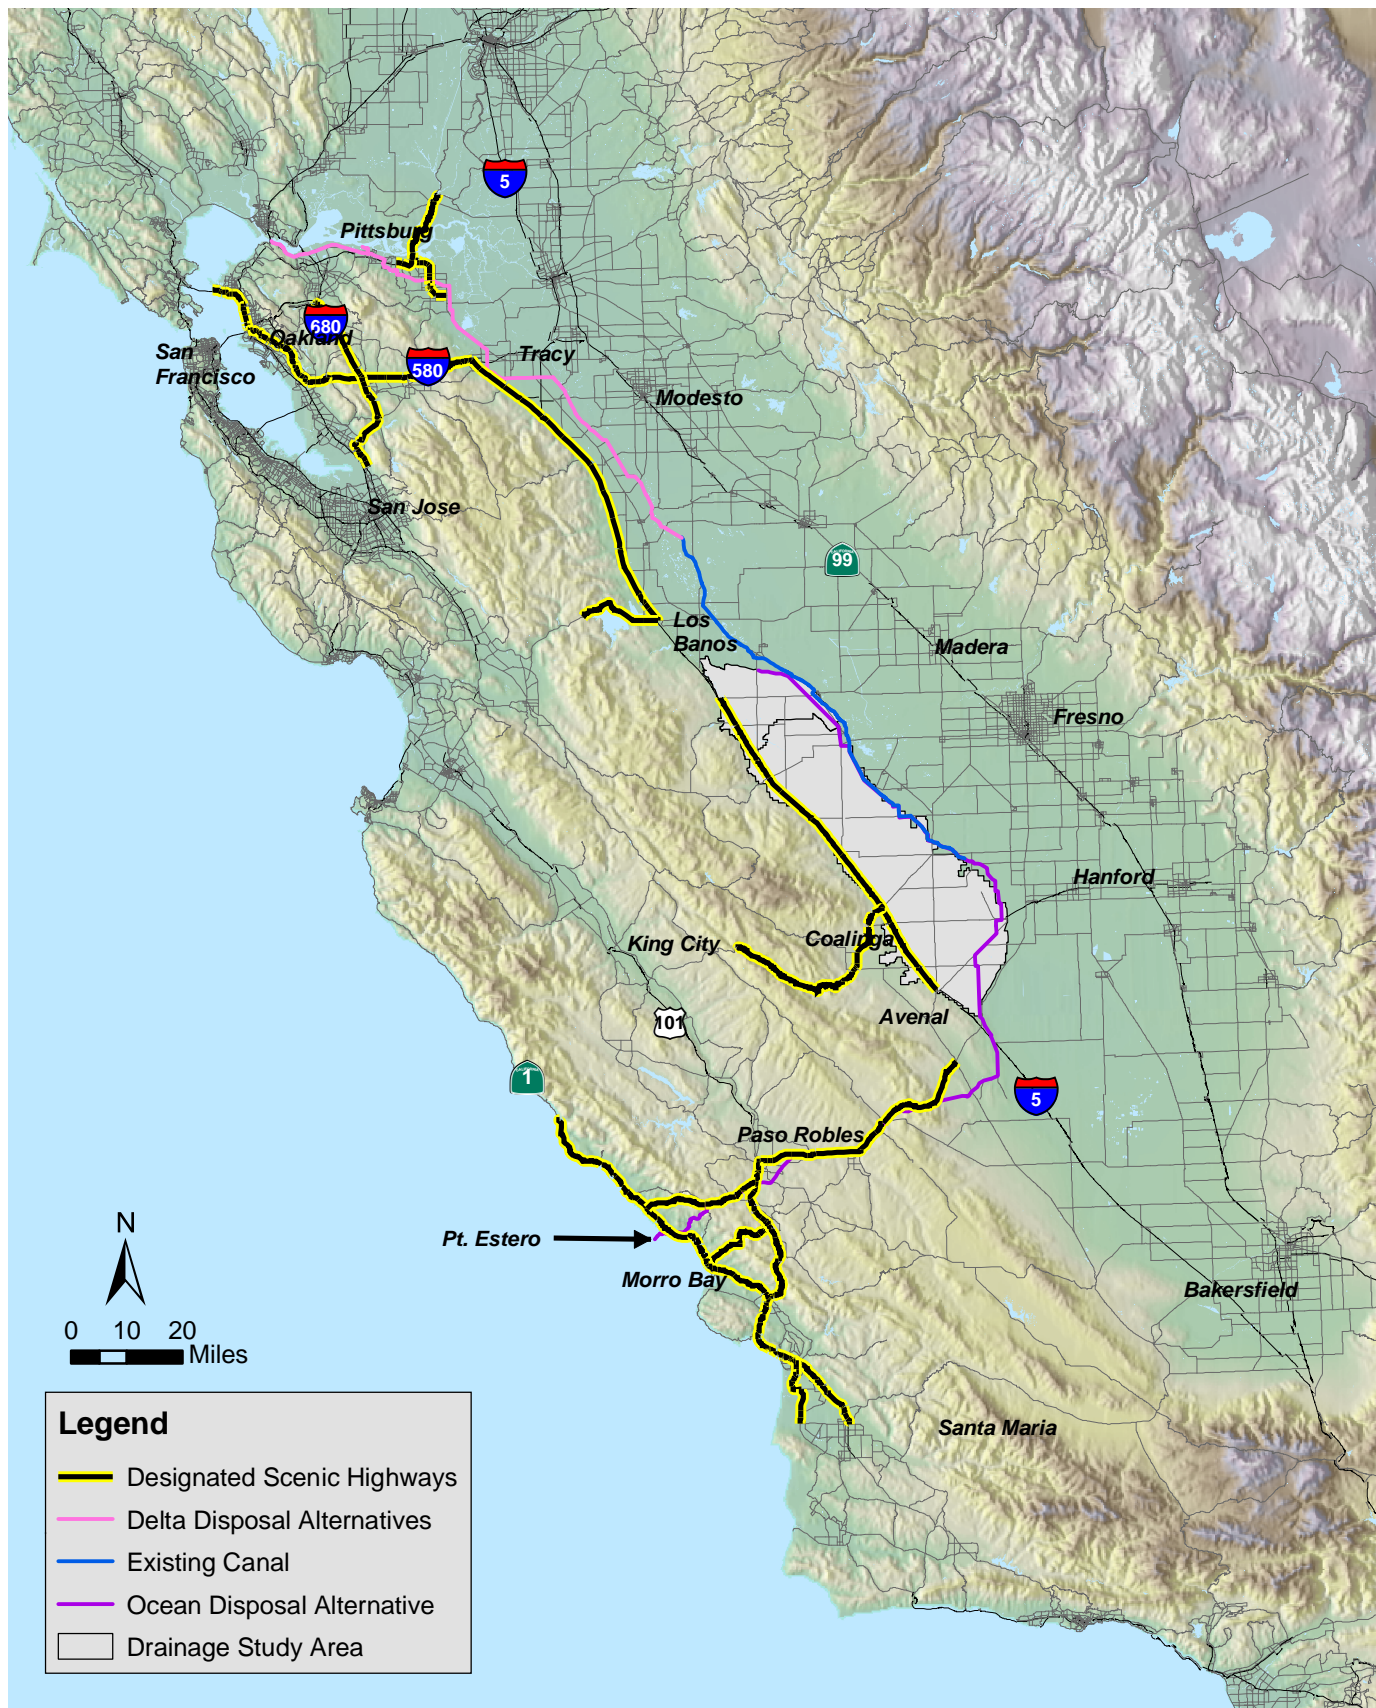 5
Pittsburg
680
Oakland
San
Francisco
580
Tracy
Modesto
San Jose
CALIFORNIA
99
Los
Banos
Madera
Fresno
Hanford
King City
Coalinga
Avenal
101
CALIFORNIA
1
5
Paso Robles
N
Pt. Estero
Morro Bay
Bakersfield
0 10 20
Miles
Santa Maria
Legend
Designated Scenic Highways
Delta Disposal Alternatives
Existing Canal
Ocean Disposal Alternative
Drainage Study Area